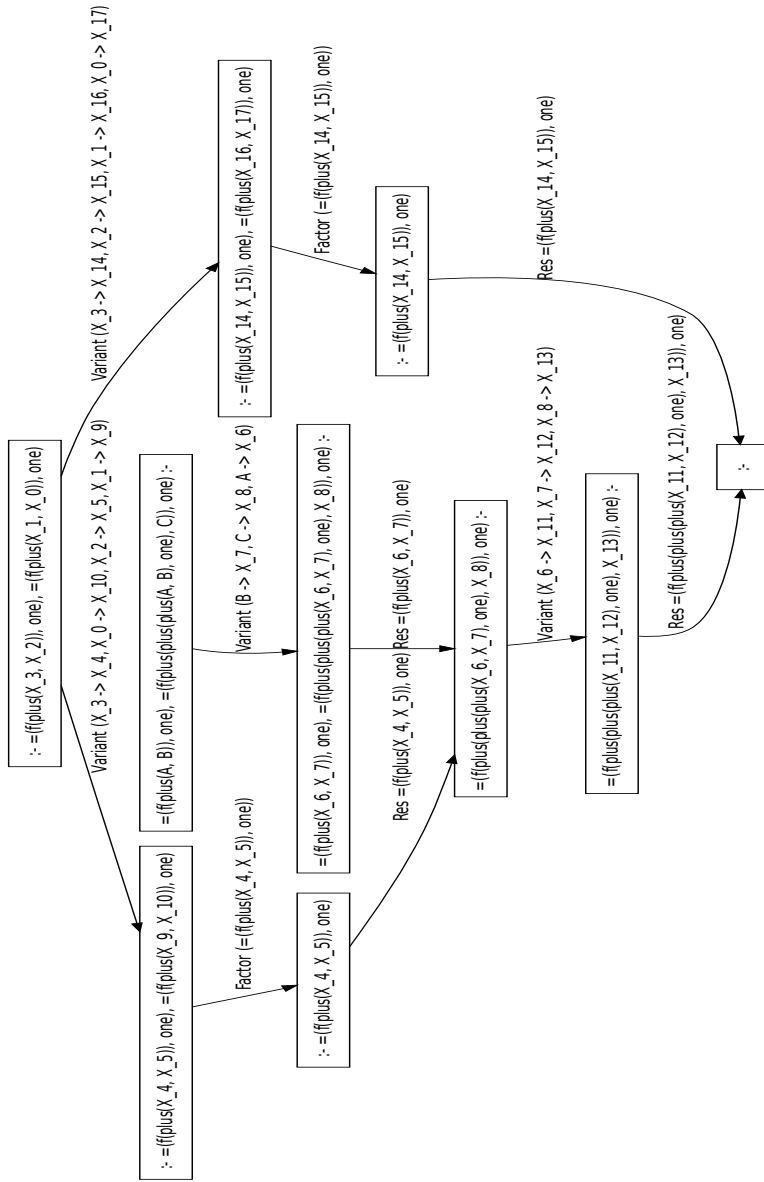 :- =(f(plus(X_3, X_2)), one), =(f(plus(X_1, X_0)), one)
Variant (X_3 -> X_4, X_0 -> X_10, X_2 -> X_5, X_1 -> X_9)
Variant (X_3 -> X_14, X_2 -> X_15, X_1 -> X_16, X_0 -> X_17)
:- =(f(plus(X_4, X_5)), one), =(f(plus(X_9, X_10)), one)
=(f(plus(A, B)), one), =(f(plus(plus(plus(A, B), one), C)), one) :-
:- =(f(plus(X_14, X_15)), one), =(f(plus(X_16, X_17)), one)
Factor (=(f(plus(X_4, X_5)), one))
Variant (B -> X_7, C -> X_8, A -> X_6)
Factor (=(f(plus(X_14, X_15)), one))
:- =(f(plus(X_4, X_5)), one)
=(f(plus(X_6, X_7)), one), =(f(plus(plus(plus(X_6, X_7), one), X_8)), one) :-
:- =(f(plus(X_14, X_15)), one)
Res =(f(plus(X_4, X_5)), one)
Res =(f(plus(X_6, X_7)), one)
=(f(plus(plus(plus(X_6, X_7), one), X_8)), one) :-
Variant (X_6 -> X_11, X_7 -> X_12, X_8 -> X_13)
Res =(f(plus(X_14, X_15)), one)
=(f(plus(plus(plus(X_11, X_12), one), X_13)), one) :-
Res =(f(plus(plus(plus(X_11, X_12), one), X_13)), one)
:-